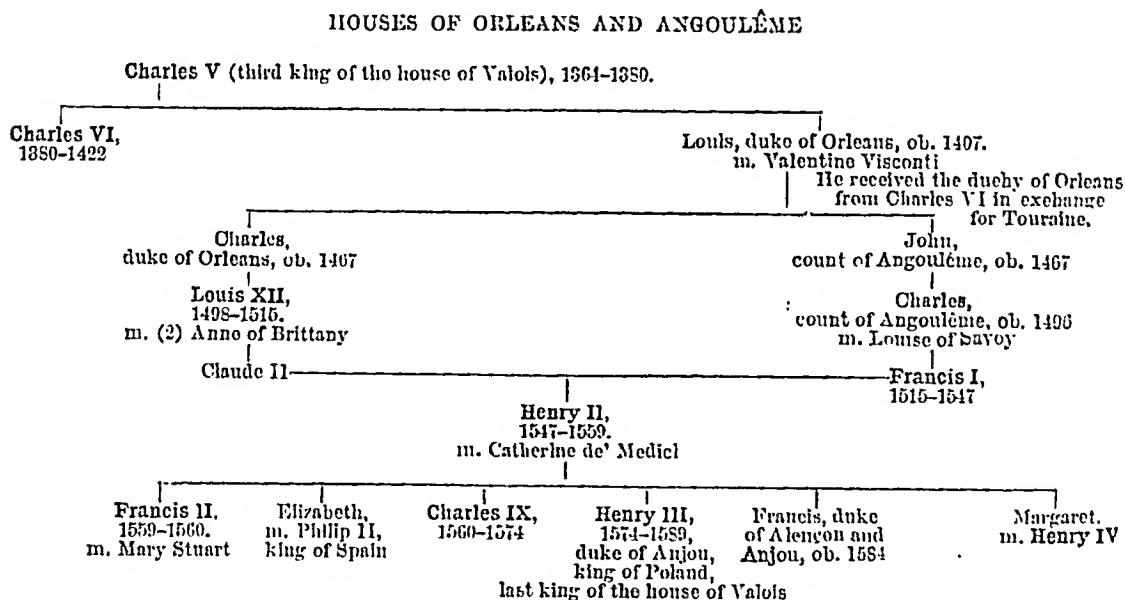 HOUSES OF ORLEANS AND ANGOULÊME
Charles V (third king of the house of Valois), 1364-1380.
Charles VI,
1380-1422
Louis, duke of Orleans, ob. 1407.
m. Valentine Visconti
He received the duchy of Orleans
from Charles VI in exchange
for Touraine.
Charles,
duke of Orleans, ob. 1467
John,
count of Angoulême, ob. 1467
Louis XII,
1498-1515.
m. (2) Anne of Brittany
Charles,
count of Angoulême, ob. 1496
m. Louise of Savoy
Claude II
Francis I,
1515-1547
Henry II,
1547-1559.
m. Catherine de' Medici
Francis II,
1559-1560.
m. Mary Stuart
Elizabeth,
m. Philip II,
king of Spain
Charles IX,
1560-1574
Henry III,
1574-1589,
duke of Anjou,
king of Poland,
last king of the house of Valois
Francis, duke
of Alençon and
Anjou, ob. 1584
Margaret.
m. Henry IV